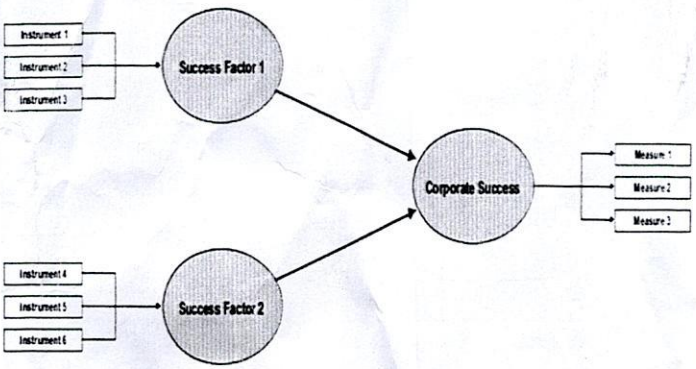 Instrument 1
Instrument 2
Instrument 3
Success Factor 1
Corporate Success
Measure 1
Measure 2
Measure 3
Instrument 4
Instrument 5
Instrument 6
Success Factor 2